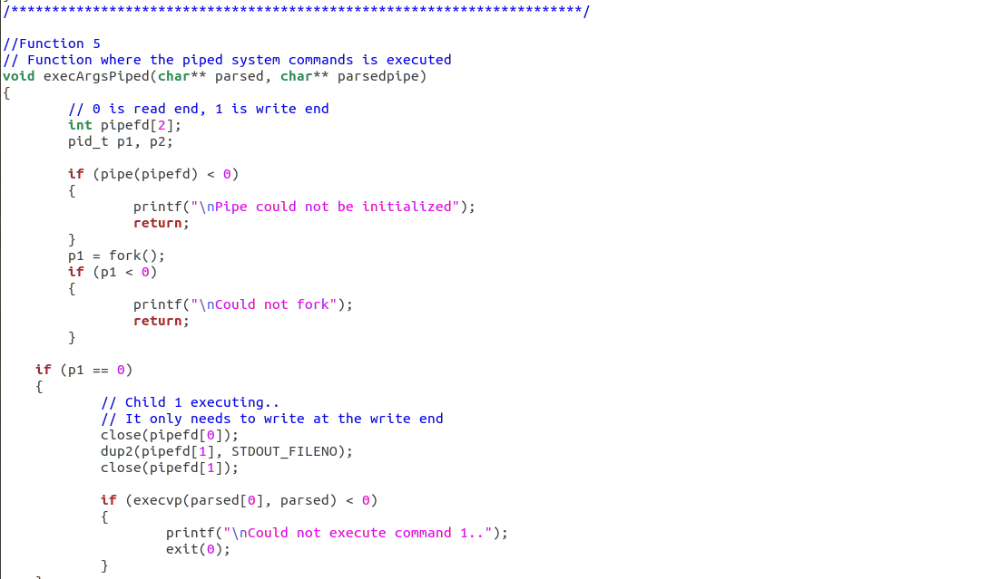 /**********************************************************************/
//Function 5
// Function where the piped system commands is executed
void execArgsPiped(char** parsed, char** parsedpipe)
{
        // 0 is read end, 1 is write end
        int pipefd[2];
        pid_t p1, p2;

        if (pipe(pipefd) < 0)
        {
                printf("\nPipe could not be initialized");
                return;
        }
        p1 = fork();
        if (p1 < 0)
        {
                printf("\nCould not fork");
                return;
        }

    if (p1 == 0)
    {
            // Child 1 executing..
            // It only needs to write at the write end
            close(pipefd[0]);
            dup2(pipefd[1], STDOUT_FILENO);
            close(pipefd[1]);

            if (execvp(parsed[0], parsed) < 0)
            {
                    printf("\nCould not execute command 1..");
                    exit(0);
            }